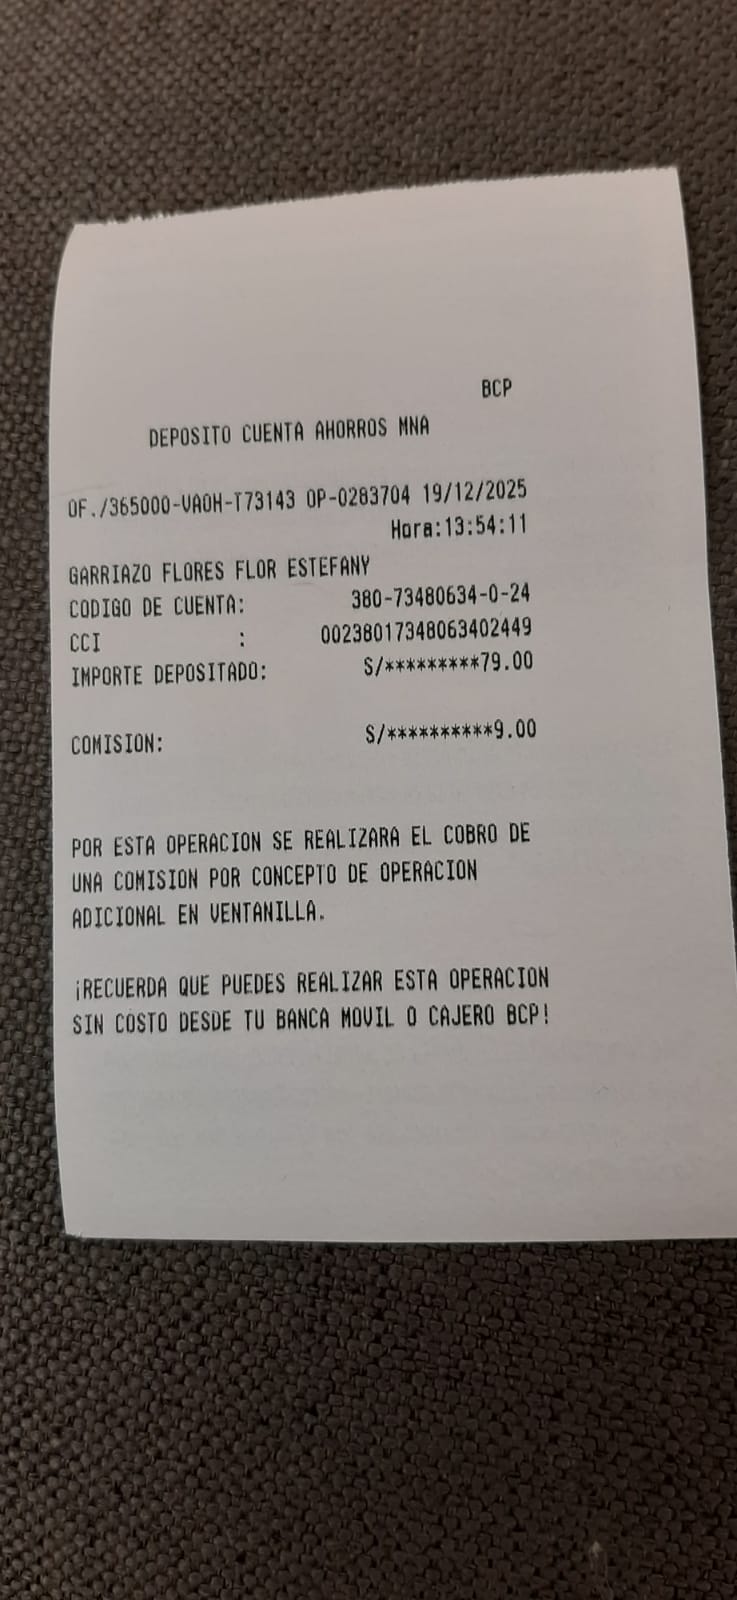 BCP
DEPOSITO CUENTA AHORROS MNA
OF./365000-VAOH-T73143 OP-0283704 19/12/2025
Hora:13:54:11
GARRIAZO FLORES FLOR ESTEFANY
CODIGO DE CUENTA: 380-73480634-0-24
CCI : 00238017348063402449
IMPORTE DEPOSITADO: S/*********79.00
COMISION: S/**********9.00
POR ESTA OPERACION SE REALIZARA EL COBRO DE
UNA COMISION POR CONCEPTO DE OPERACION
ADICIONAL EN VENTANILLA.
¡RECUERDA QUE PUEDES REALIZAR ESTA OPERACION
SIN COSTO DESDE TU BANCA MOVIL O CAJERO BCP!